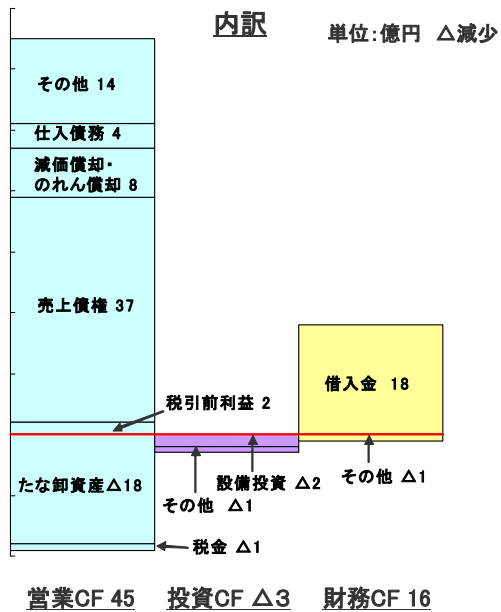 内訳
単位:億円 △減少
その他 14
仕入債務 4
減価償却・
のれん償却 8
売上債権 37
借入金 18
税引前利益 2
たな卸資産△18
設備投資 △2
その他 △1
その他 △1
税金 △1
営業CF 45
投資CF △3
財務CF 16